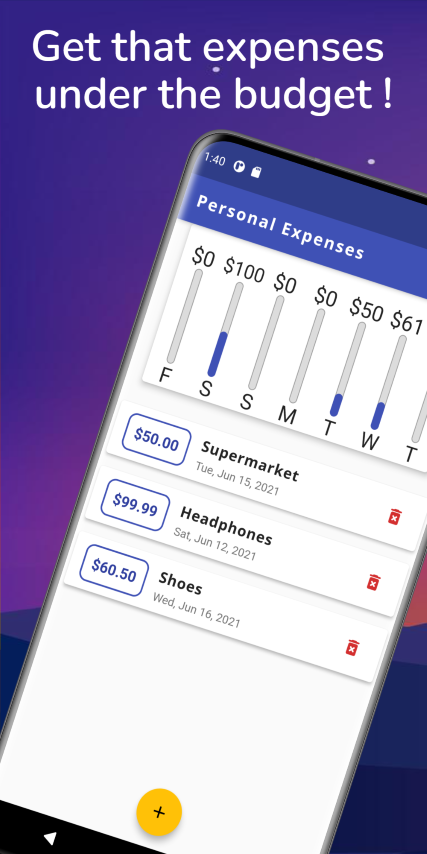 Get that expenses
under the budget !
1:40
Personal Expenses
$0 $100 $0 $0 $50 $61
F S S M T W T
$50.00 Supermarket
Tue, Jun 15, 2021
$99.99 Headphones
Sat, Jun 12, 2021
$60.50 Shoes
Wed, Jun 16, 2021
+